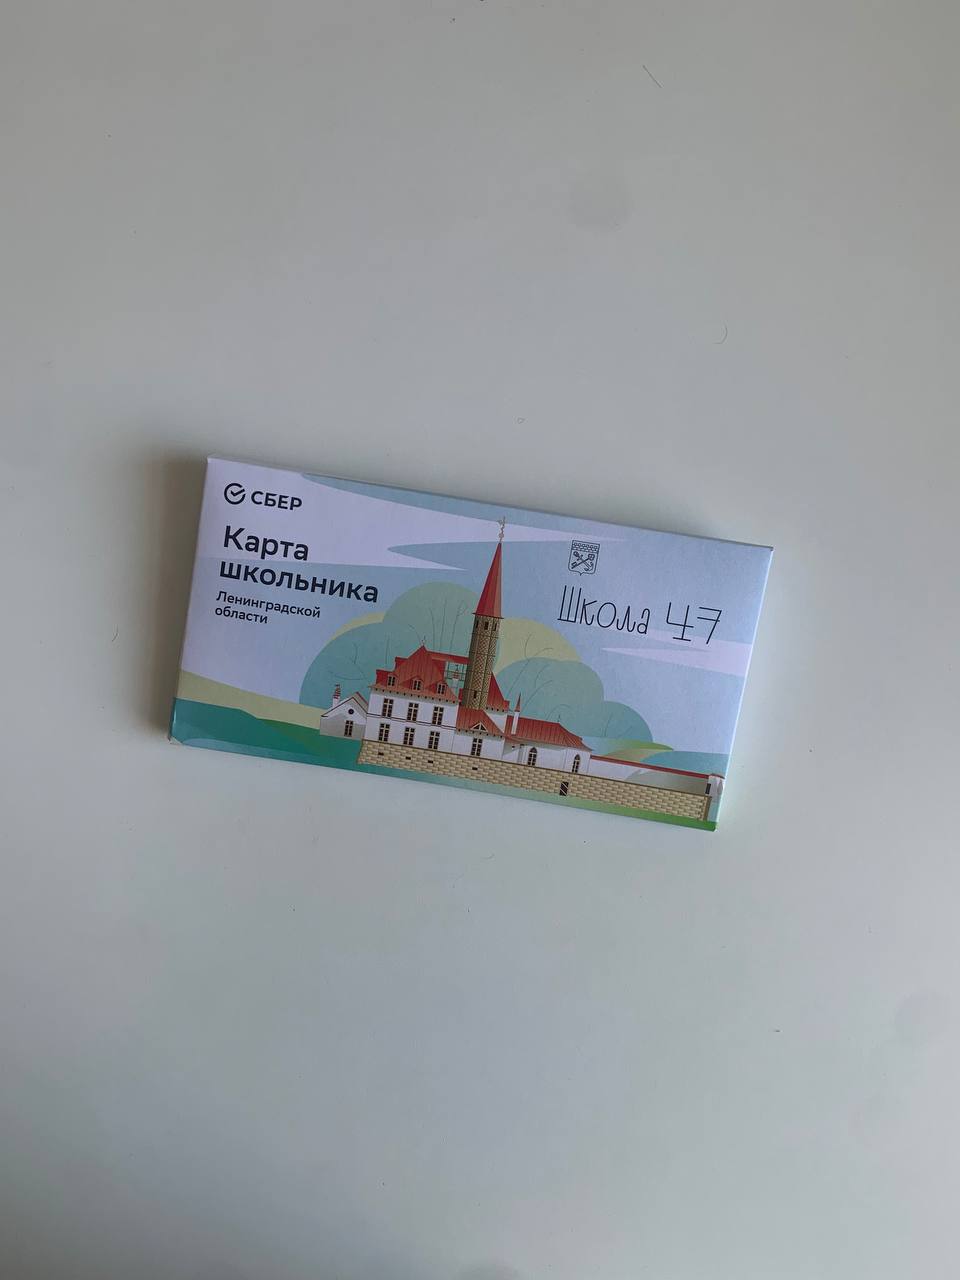 СБЕР
Карта
школьника
Ленинградской
области
Школа 47